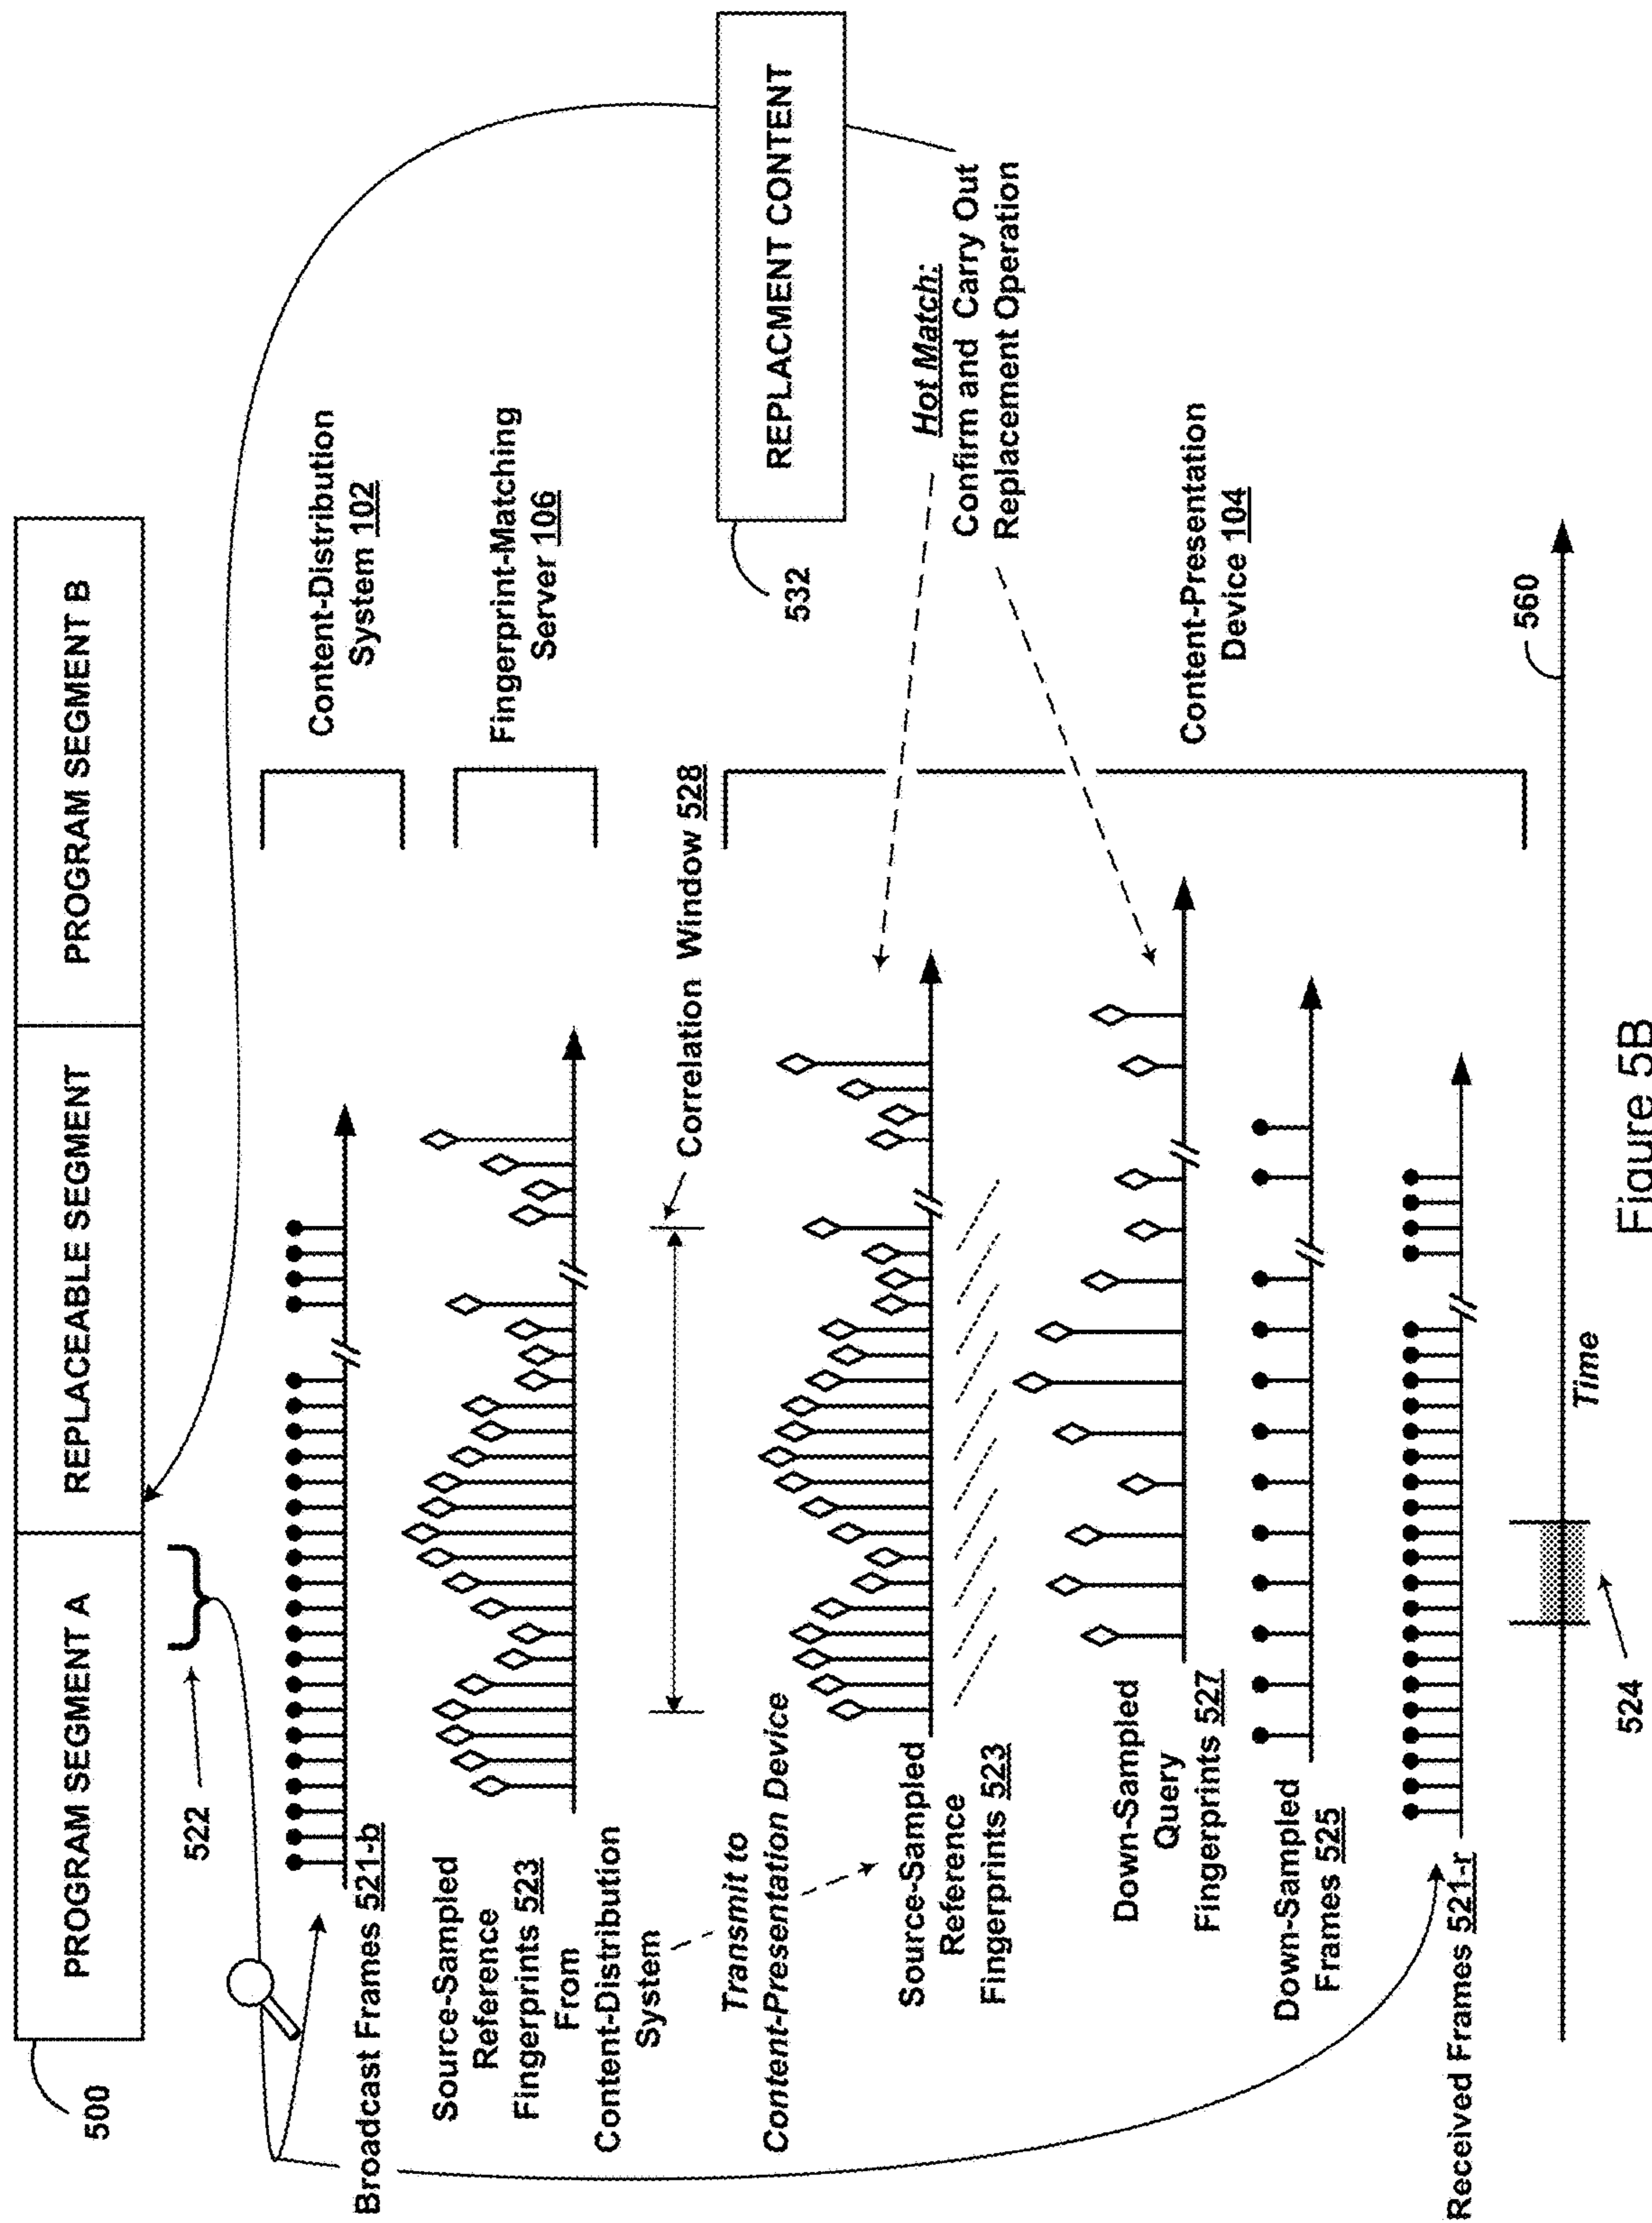 PROGRAM SEGMENT A
REPLACEABLE SEGMENT
PROGRAM SEGMENT B
500
522
Broadcast Frames 521-b
Content-Distribution
System 102
Source-Sampled
Reference
Fingerprints 523
From
Content-Distribution
System
Fingerprint-Matching
Server 106
Correlation Window 528
Transmit to
Content-Presentation Device
REPLACMENT CONTENT
532
Hot Match:
Confirm and Carry Out
Replacement Operation
Source-Sampled
Reference
Fingerprints 523
Down-Sampled
Query
Fingerprints 527
Content-Presentation
Device 104
Down-Sampled
Frames 525
Received Frames 521-r
560
Time
524
Figure 5B